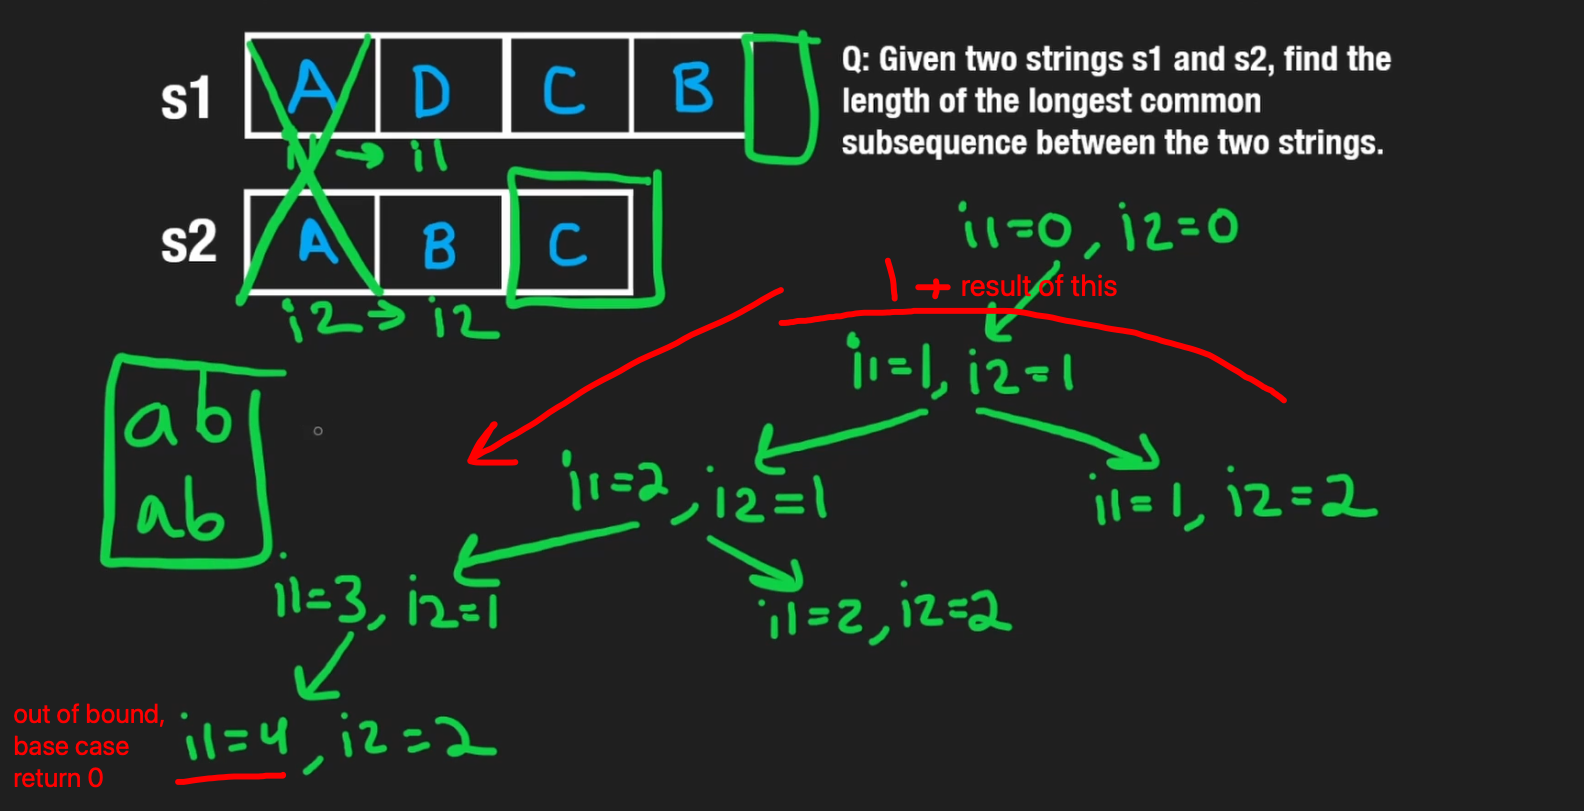 s1 A D C B
i1 → i1
s2 A B C
i2 → i2
Q: Given two strings s1 and s2, find the
length of the longest common
subsequence between the two strings.
i1=0, i2=0
1 + result of this
i1=1, i2=1
ab
ab
i1=2, i2=1
i1=1, i2=2
i1=3, i2=1
i1=2, i2=2
out of bound,
base case
return 0
i1=4, i2=2